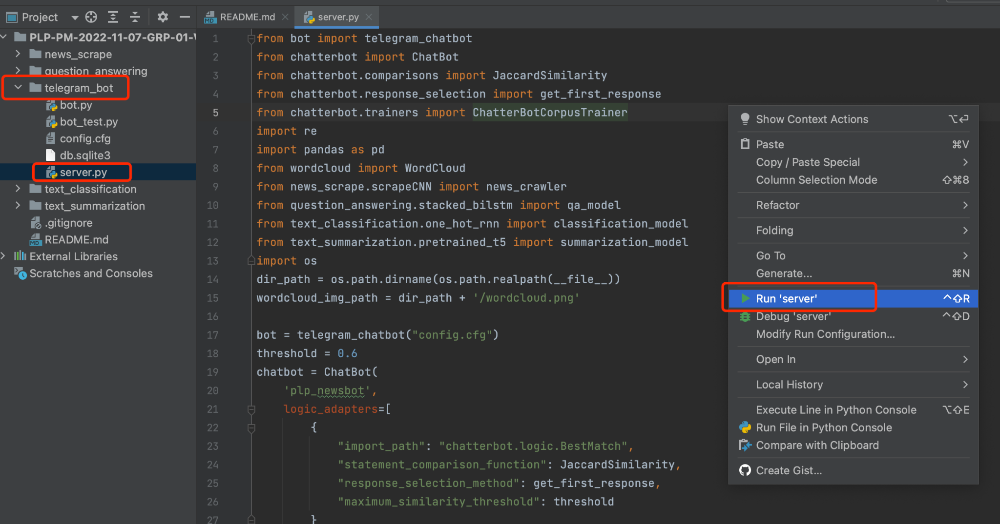 Project
PLP-PM-2022-11-07-GRP-01-
news_scrape
question_answering
telegram_bot
bot.py
bot_test.py
config.cfg
db.sqlite3
server.py
text_classification
text_summarization
.gitignore
MD README.md
External Libraries
Scratches and Consoles
MD README.md
server.py
1 from bot import telegram_chatbot
2 from chatterbot import ChatBot
3 from chatterbot.comparisons import JaccardSimilarity
4 from chatterbot.response_selection import get_first_response
5 from chatterbot.trainers import ChatterBotCorpusTrainer
6 import re
7 import pandas as pd
8 from wordcloud import WordCloud
9 from news_scrape.scrapeCNN import news_crawler
10 from question_answering.stacked_bilstm import qa_model
11 from text_classification.one_hot_rnn import classification_model
12 from text_summarization.pretrained_t5 import summarization_model
13 import os
14 dir_path = os.path.dirname(os.path.realpath(__file__))
15 wordcloud_img_path = dir_path + '/wordcloud.png'
16
17 bot = telegram_chatbot("config.cfg")
18 threshold = 0.6
19 chatbot = ChatBot(
20 'plp_newsbot',
21 logic_adapters=[
22 {
23 "import_path": "chatterbot.logic.BestMatch",
24 "statement_comparison_function": JaccardSimilarity,
25 "response_selection_method": get_first_response,
26 "maximum_similarity_threshold": threshold
27 }
Show Context Actions ⌥↩
Paste ⌘V
Copy / Paste Special
Column Selection Mode ⇧⌘8
Refactor
Folding
Go To
Generate... ⌘N
Run 'server' ^⇧R
Debug 'server' ^⇧D
Modify Run Configuration...
Open In
Local History
Execute Line in Python Console ⌥⇧E
Run File in Python Console
Compare with Clipboard
Create Gist...